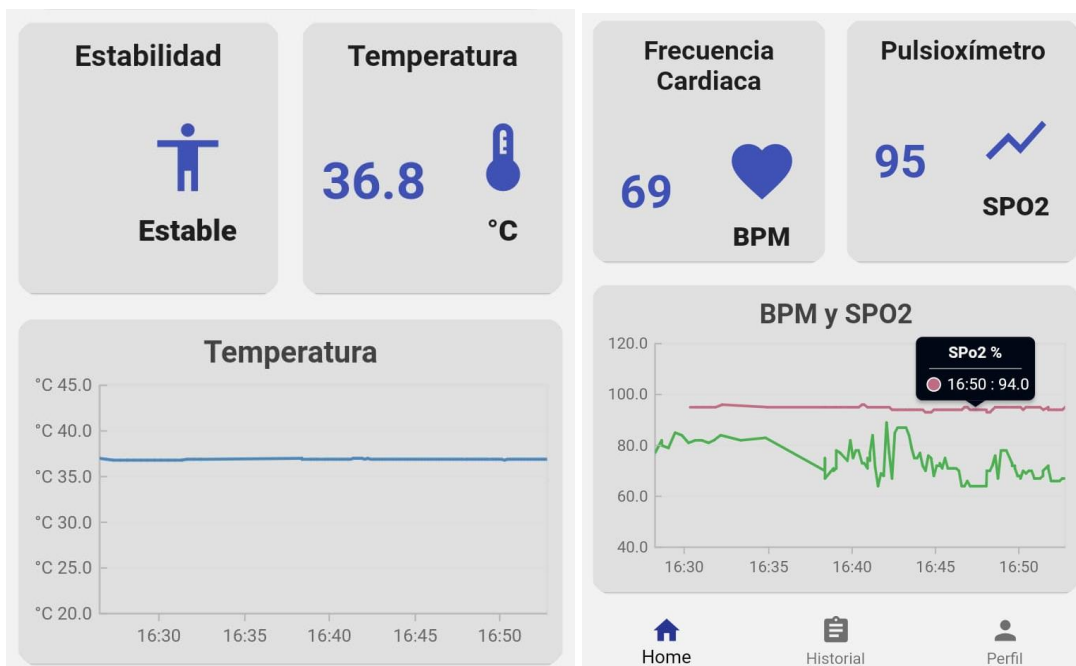 Estabilidad
Estable
Temperatura
36.8
°C
Temperatura
°C 45.0
°C 40.0
°C 35.0
°C 30.0
°C 25.0
°C 20.0
16:30 16:35 16:40 16:45 16:50
Frecuencia
Cardiaca
69
BPM
Pulsioxímetro
95
SPO2
BPM y SPO2
120.0
100.0
80.0
60.0
40.0
SPo2 %
16:50 : 94.0
16:30 16:35 16:40 16:45 16:50
Home Historial Perfil